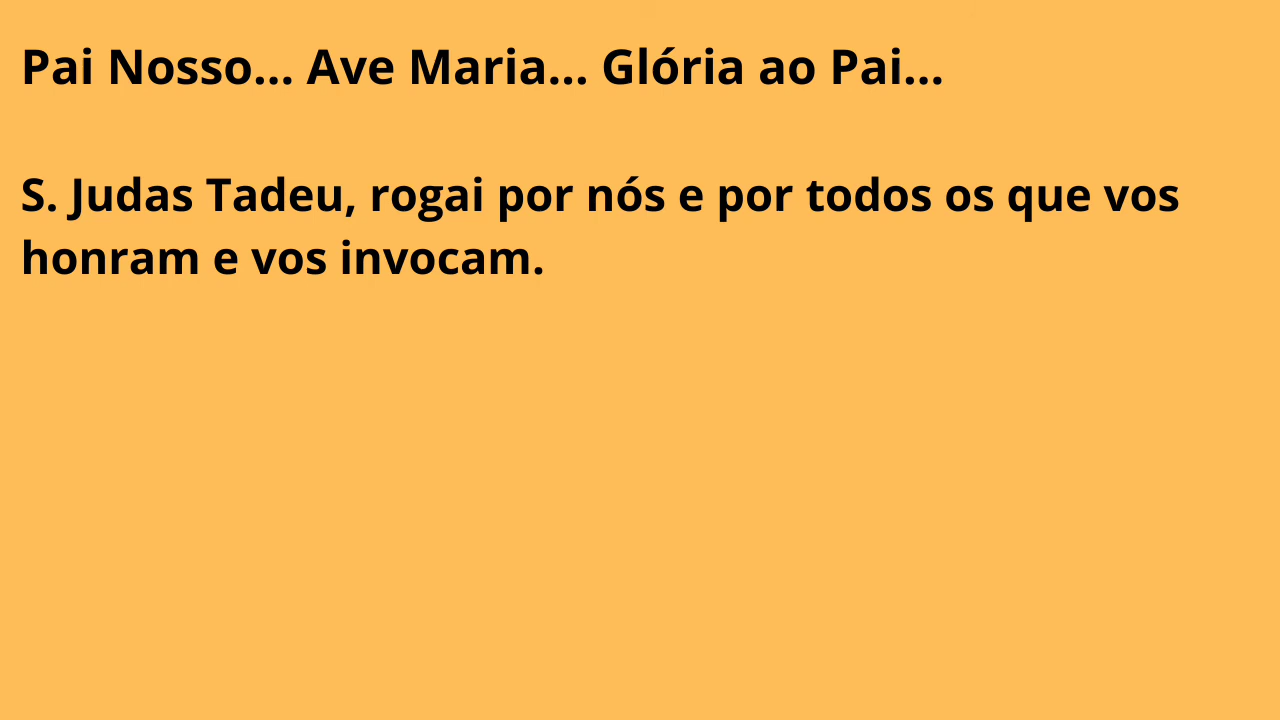 Pai Nosso... Ave Maria... Glória ao Pai...
S. Judas Tadeu, rogai por nós e por todos os que vos
honram e vos invocam.